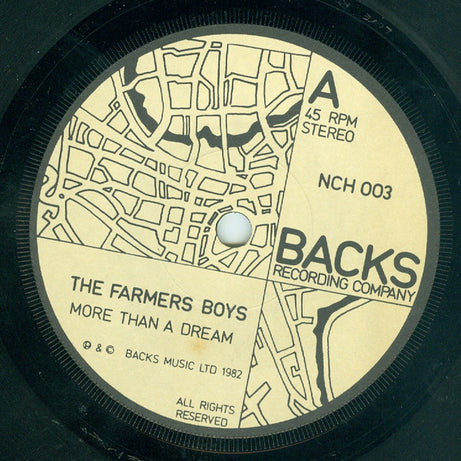 A
45 RPM
STEREO
NCH 003
BACKS
RECORDING COMPANY
THE FARMERS BOYS
MORE THAN A DREAM
℗ & © BACKS MUSIC LTD 1982
ALL RIGHTS
RESERVED